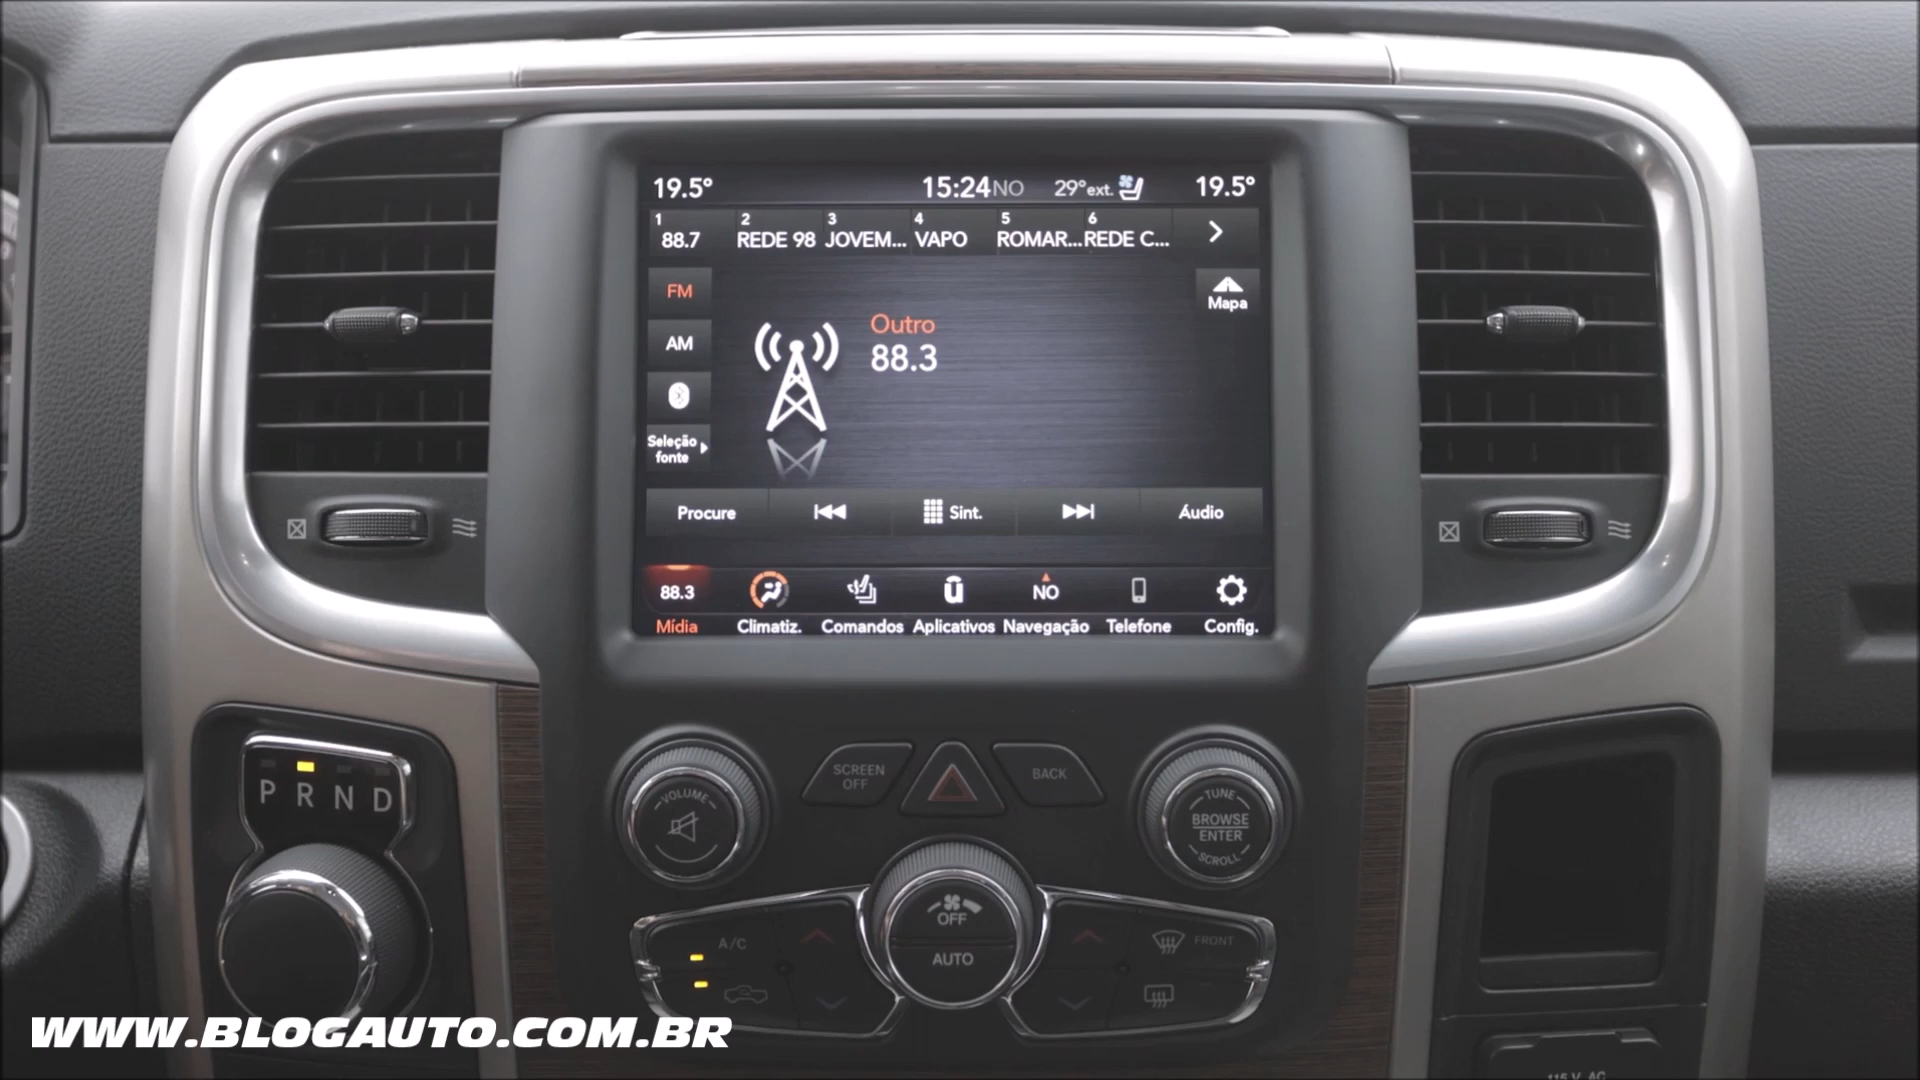 19.5° 15:24 NO 29°ext. 19.5°
1 2 3 4 5 6
88.7 REDE 98 JOVEM... VAPO ROMAR... REDE C...
FM
Mapa
Outro
AM
88.3
Seleção
fonte
Procure Sint. Áudio
88.3 NO
Mídia Climatiz. Comandos Aplicativos Navegação Telefone Config.
P R N D
VOLUME
SCREEN
OFF
BACK
TUNE
BROWSE
ENTER
SCROLL
OFF
AUTO
A/C
FRONT
WWW.BLOGAUTO.COM.BR
115 V AC